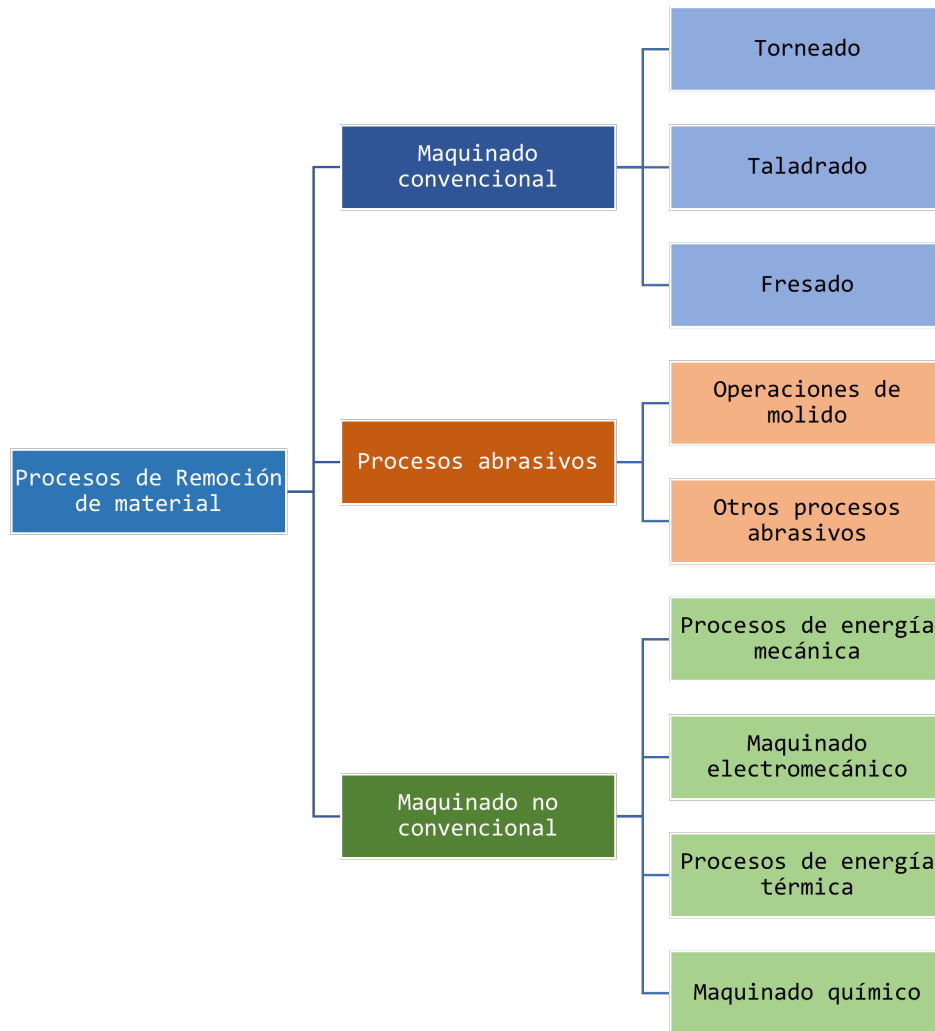 Procesos de Remoción
de material
Maquinado
convencional
Torneado
Taladrado
Fresado
Procesos abrasivos
Operaciones de
molido
Otros procesos
abrasivos
Maquinado no
convencional
Procesos de energía
mecánica
Maquinado
electromecánico
Procesos de energía
térmica
Maquinado químico